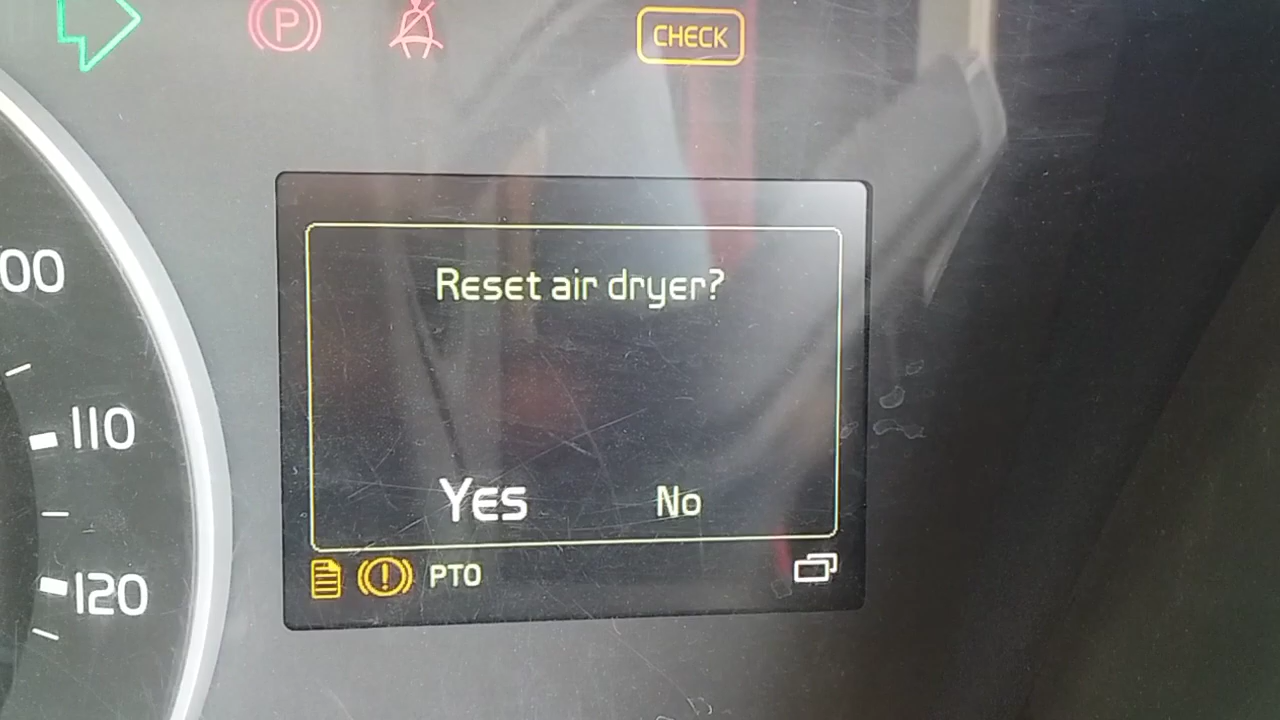 P
CHECK
Reset air dryer?
Yes No
! PTO
00
110
120